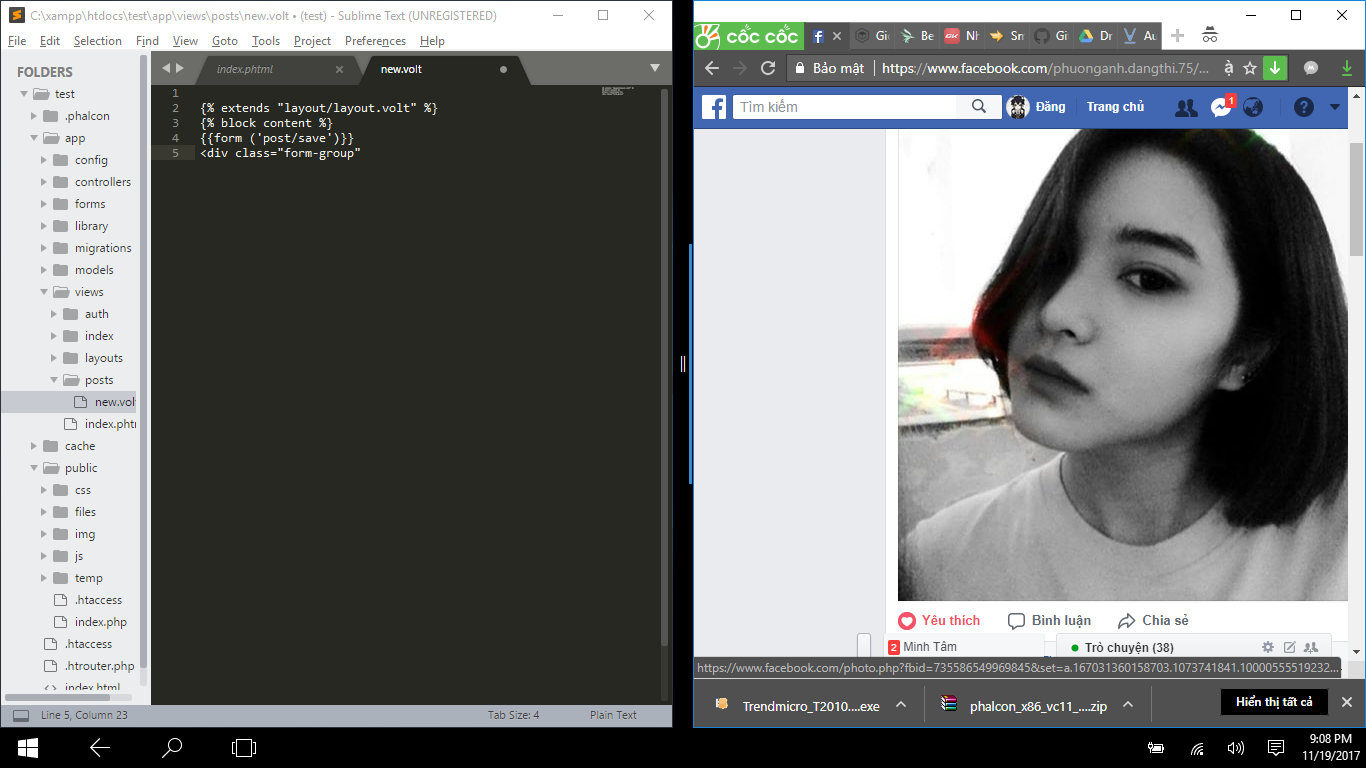 C:\xampp\htdocs\test\app\views\posts\new.volt • (test) - Sublime Text (UNREGISTERED)
File Edit Selection Find View Goto Tools Project Preferences Help
FOLDERS
test
.phalcon
app
config
controllers
forms
library
migrations
models
views
auth
index
layouts
posts
new.vol
index.pht
cache
public
css
files
img
js
temp
.htaccess
index.php
.htaccess
.htrouter.php
index.html
index.phtml
new.volt
1
2 {% extends "layout/layout.volt" %}
3 {% block content %}
4 {{form ('post/save')}}
5 <div class="form-group"
Line 5, Column 23
Tab Size: 4
Plain Text
cốc cốc
Gi
Be
GK
Nh
Sn
Gi
Dr
Au
Bảo mật
https://www.facebook.com/phuonganh.dangthi.75/...
Tìm kiếm
Đăng
Trang chủ
1
Yêu thích
Bình luận
Chia sẻ
2 Minh Tâm
Trò chuyện (38)
https://www.facebook.com/photo.php?fbid=735586549969845&set=a.167031360158703.1073741841.10000555519232...
Trendmicro_T2010....exe
phalcon_x86_vc11_....zip
Hiển thị tất cả
9:08 PM
11/19/2017